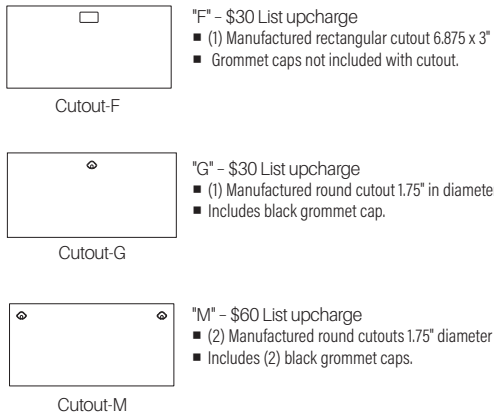 "F" – $30 List upcharge
■ (1) Manufactured rectangular cutout 6.875 x 3"
■ Grommet caps not included with cutout.
Cutout-F
"G" – $30 List upcharge
■ (1) Manufactured round cutout 1.75" in diamete
■ Includes black grommet cap.
Cutout-G
"M" – $60 List upcharge
■ (2) Manufactured round cutouts 1.75" diameter
■ Includes (2) black grommet caps.
Cutout-M